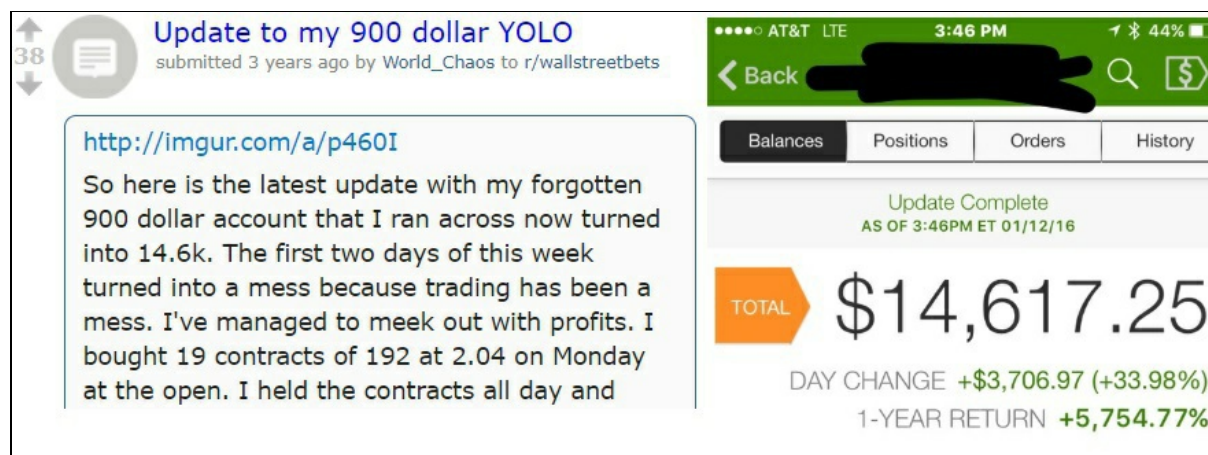 Update to my 900 dollar YOLO
38
submitted 3 years ago by World_Chaos to r/wallstreetbets
http://imgur.com/a/p460I
So here is the latest update with my forgotten
900 dollar account that I ran across now turned
into 14.6k. The first two days of this week
turned into a mess because trading has been a
mess. I've managed to meek out with profits. I
bought 19 contracts of 192 at 2.04 on Monday
at the open. I held the contracts all day and
AT&T LTE 3:46 PM 44%
Back
$
Balances Positions Orders History
Update Complete
AS OF 3:46PM ET 01/12/16
TOTAL $14,617.25
DAY CHANGE +$3,706.97 (+33.98%)
1-YEAR RETURN +5,754.77%